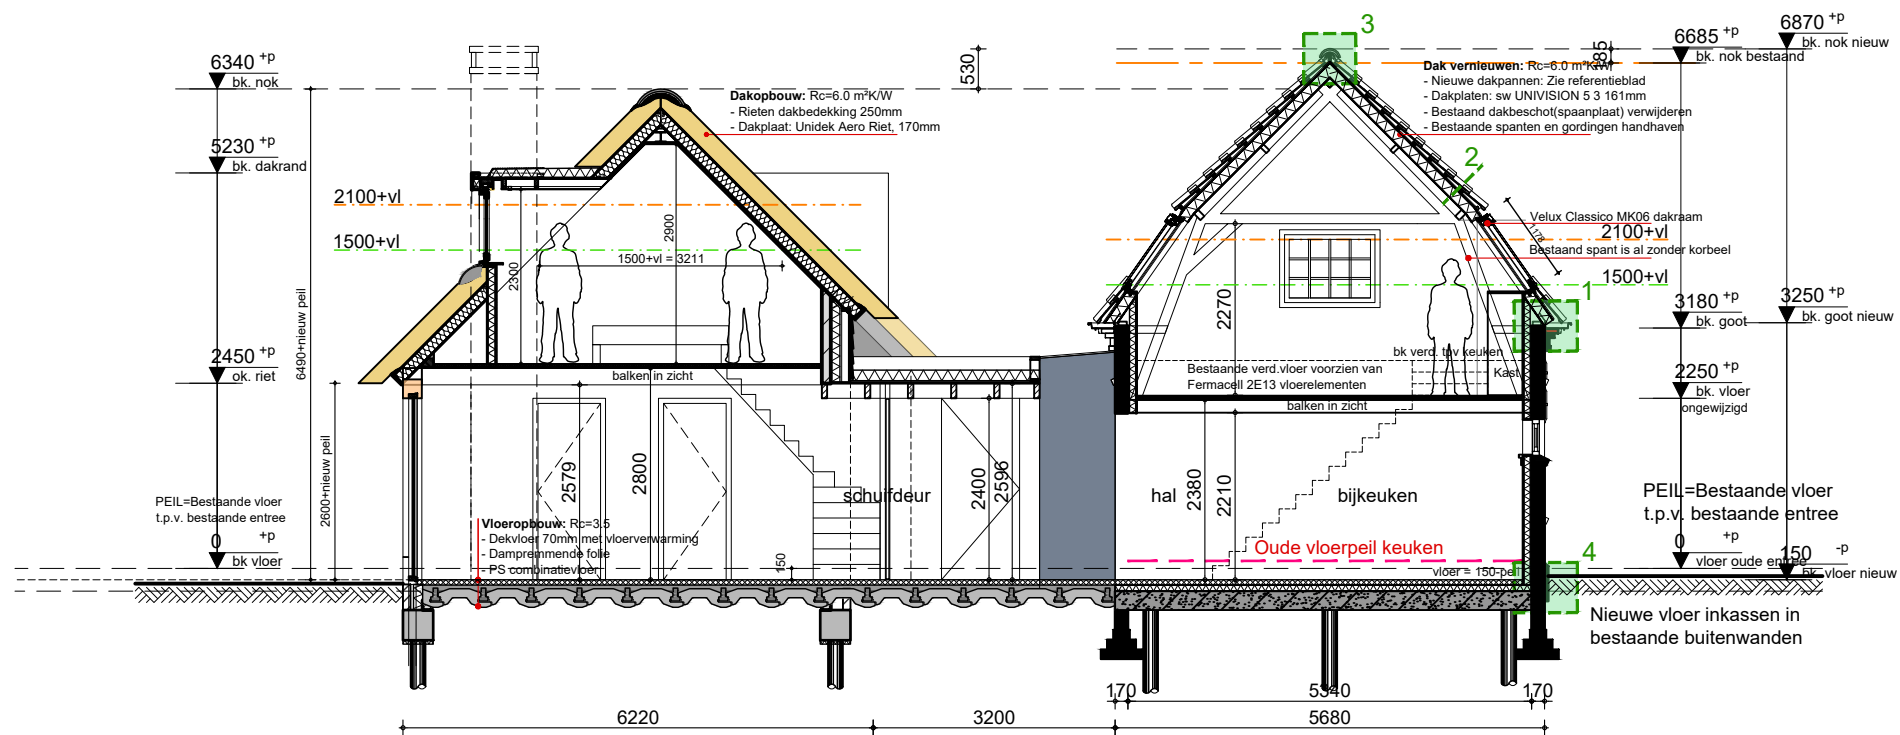 6340 +p
bk. nok
5230 +p
bk. dakrand
2450 +p
ok. riet
PEIL=Bestaande vloer
t.p.v. bestaande entree
0 +p
bk vloer
6490+nieuw peil
2600+nieuw peil
2100+vl
1500+vl
2300
2900
1500+vl = 3211
Dakopbouw: Rc=6.0 m²K/W
- Rieten dakbedekking 250mm
- Dakplaat: Unidek Aero Riet, 170mm
530
balken in zicht
2579
2800
schuifdeur
2400
2596
150
Vloeropbouw: Rc=3.5
- Dekvloer 70mm met vloerverwarming
- Dampremmende folie
- PS combinatievloer
6220
3200
3
185
Dak vernieuwen: Rc=6.0 m²K/W
- Nieuwe dakpannen: Zie referentieblad
- Dakplaten: sw UNIVISION 5 3 161mm
- Bestaand dakbeschot(spaanplaat) verwijderen
- Bestaande spanten en gordingen handhaven
2
1178
Velux Classico MK06 dakraam
2100+vl
Bestaand spant is al zonder korbeel
1500+vl
1
2270
bk verd. tpv keuken
Bestaande verd.vloer voorzien van
Fermacell 2E13 vloerelementen
Kast
balken in zicht
hal
2380
2210
bijkeuken
Oude vloerpeil keuken
vloer = 150-peil
4
170
5340
170
5680
6685 +p
bk. nok bestaand
6870 +p
bk. nok nieuw
3180 +p
bk. goot
3250 +p
bk. goot nieuw
2250 +p
bk. vloer
ongewijzigd
PEIL=Bestaande vloer
t.p.v. bestaande entree
0 +p
vloer oude entree
150 -p
bk. vloer nieuw
Nieuwe vloer inkassen in
bestaande buitenwanden